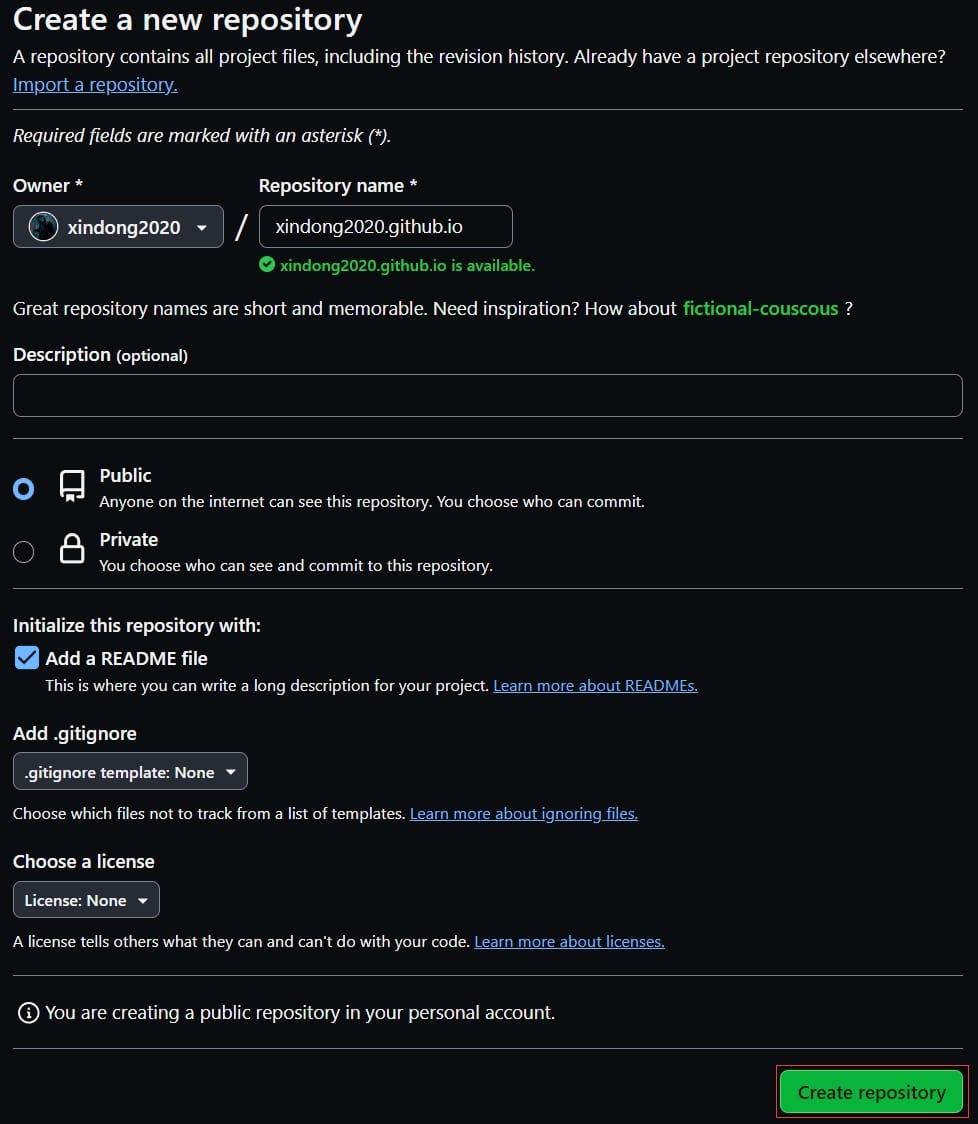 Create a new repository
A repository contains all project files, including the revision history. Already have a project repository elsewhere?
Import a repository.
Required fields are marked with an asterisk (*).
Owner *
Repository name *
xindong2020
/
xindong2020.github.io
xindong2020.github.io is available.
Great repository names are short and memorable. Need inspiration? How about fictional-couscous ?
Description (optional)
Public
Anyone on the internet can see this repository. You choose who can commit.
Private
You choose who can see and commit to this repository.
Initialize this repository with:
Add a README file
This is where you can write a long description for your project. Learn more about READMEs.
Add .gitignore
.gitignore template: None
Choose which files not to track from a list of templates. Learn more about ignoring files.
Choose a license
License: None
A license tells others what they can and can't do with your code. Learn more about licenses.
You are creating a public repository in your personal account.
Create repository